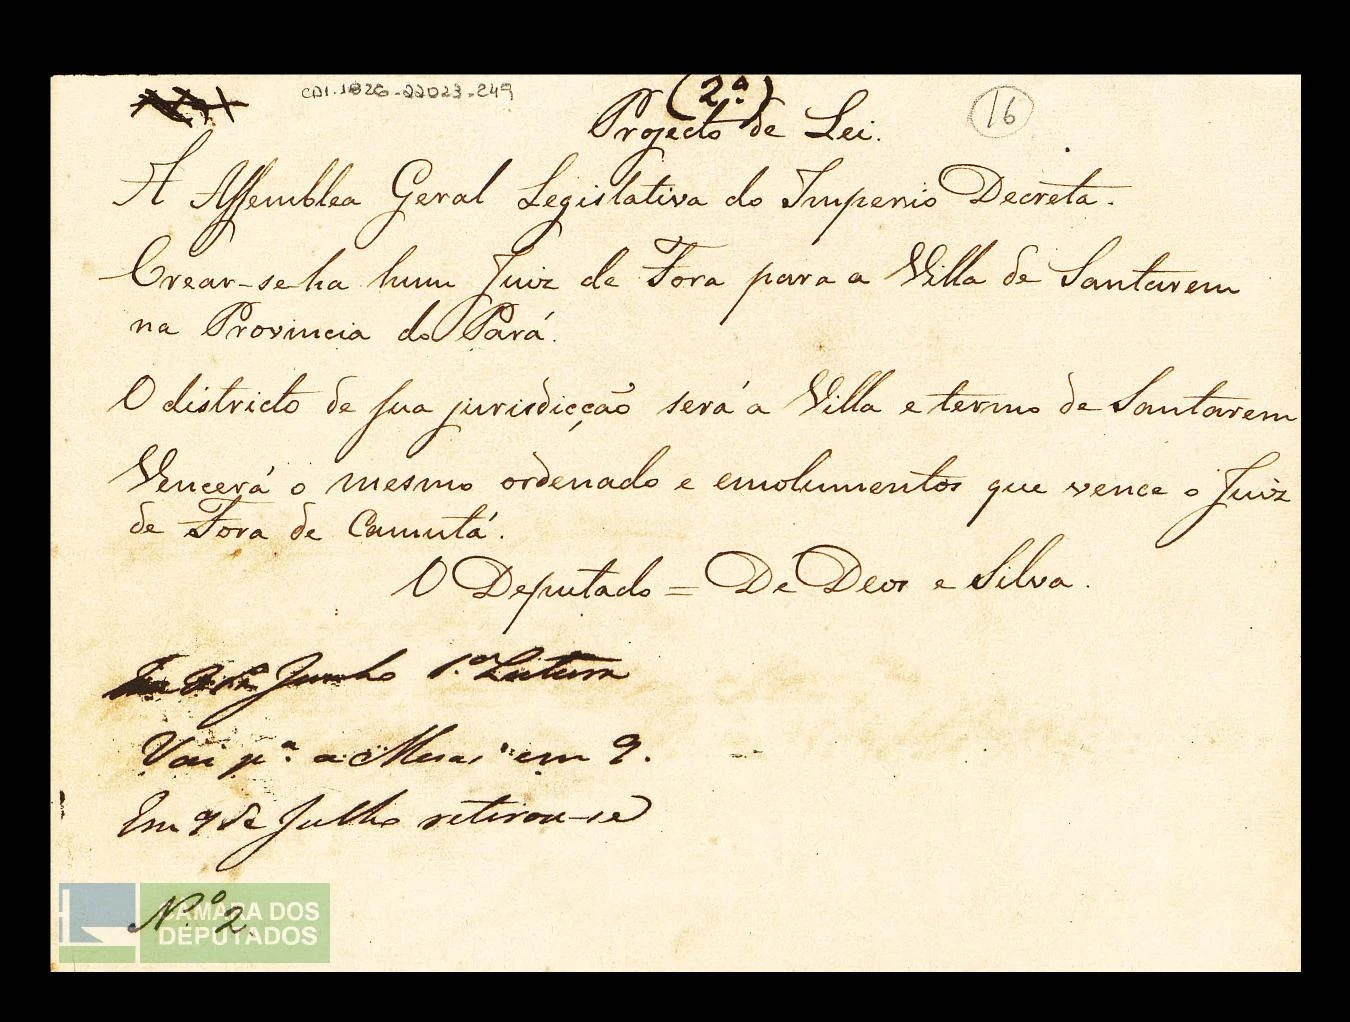 CD1.1826-22023-249
(2ª)
16
Projecto de Lei.
A Assemblea Geral Legislativa do Imperio Decreta.
Crear-se-ha hum Juiz de Fora para a Villa de Santarem
na Provincia do Pará.
O districto de sua jurisdicção será a Villa e termo de Santarem
Vencerá o mesmo ordenado e emolumentos que vence o Juiz
de Fora de Camutá.
O Deputado = De Deos e Silva.
Junho 1.ª Leitura
Vai p.ª a Mesa em 9.
Em 9 de Julho retirou-se
N.º 2.
CÂMARA DOS
DEPUTADOS